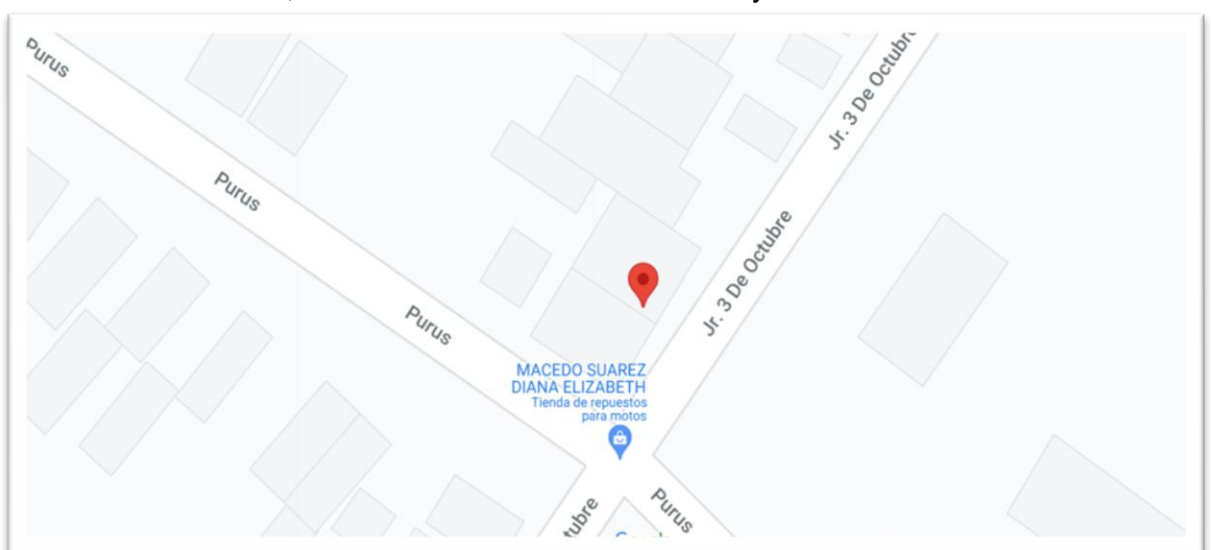 Purus
Jr. 3 De Octubre
Purus
Jr. 3 De Octubre
Purus
MACEDO SUAREZ
DIANA ELIZABETH
Tienda de repuestos
para motos
Purus